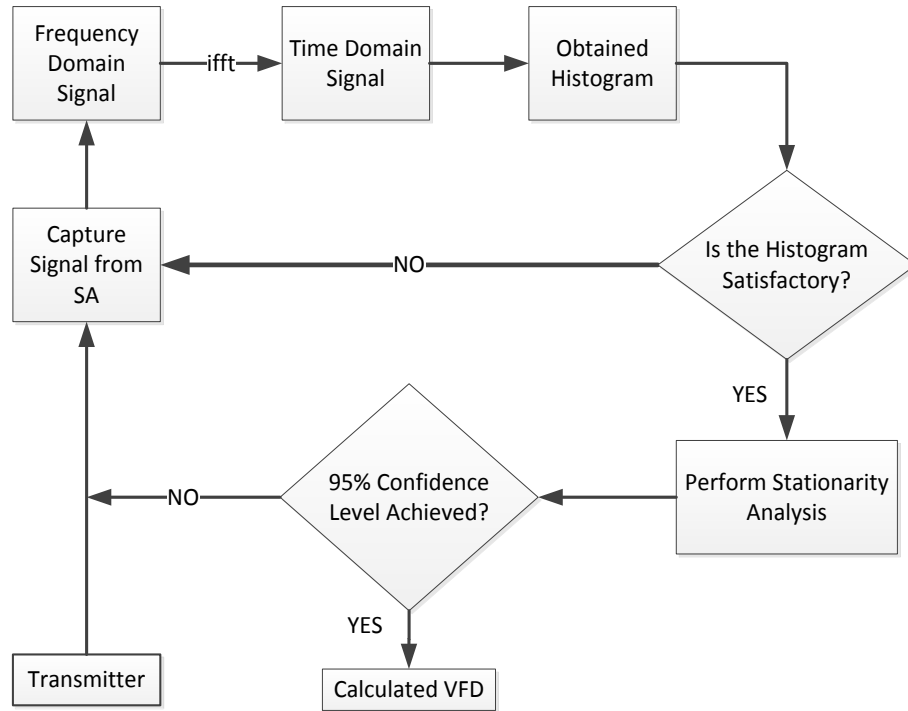 Frequency
Domain
Signal
ifft
Time Domain
Signal
Obtained
Histogram
Capture
Signal from
SA
NO
Is the Histogram
Satisfactory?
YES
Perform Stationarity
Analysis
95% Confidence
Level Achieved?
NO
YES
Transmitter
Calculated VFD